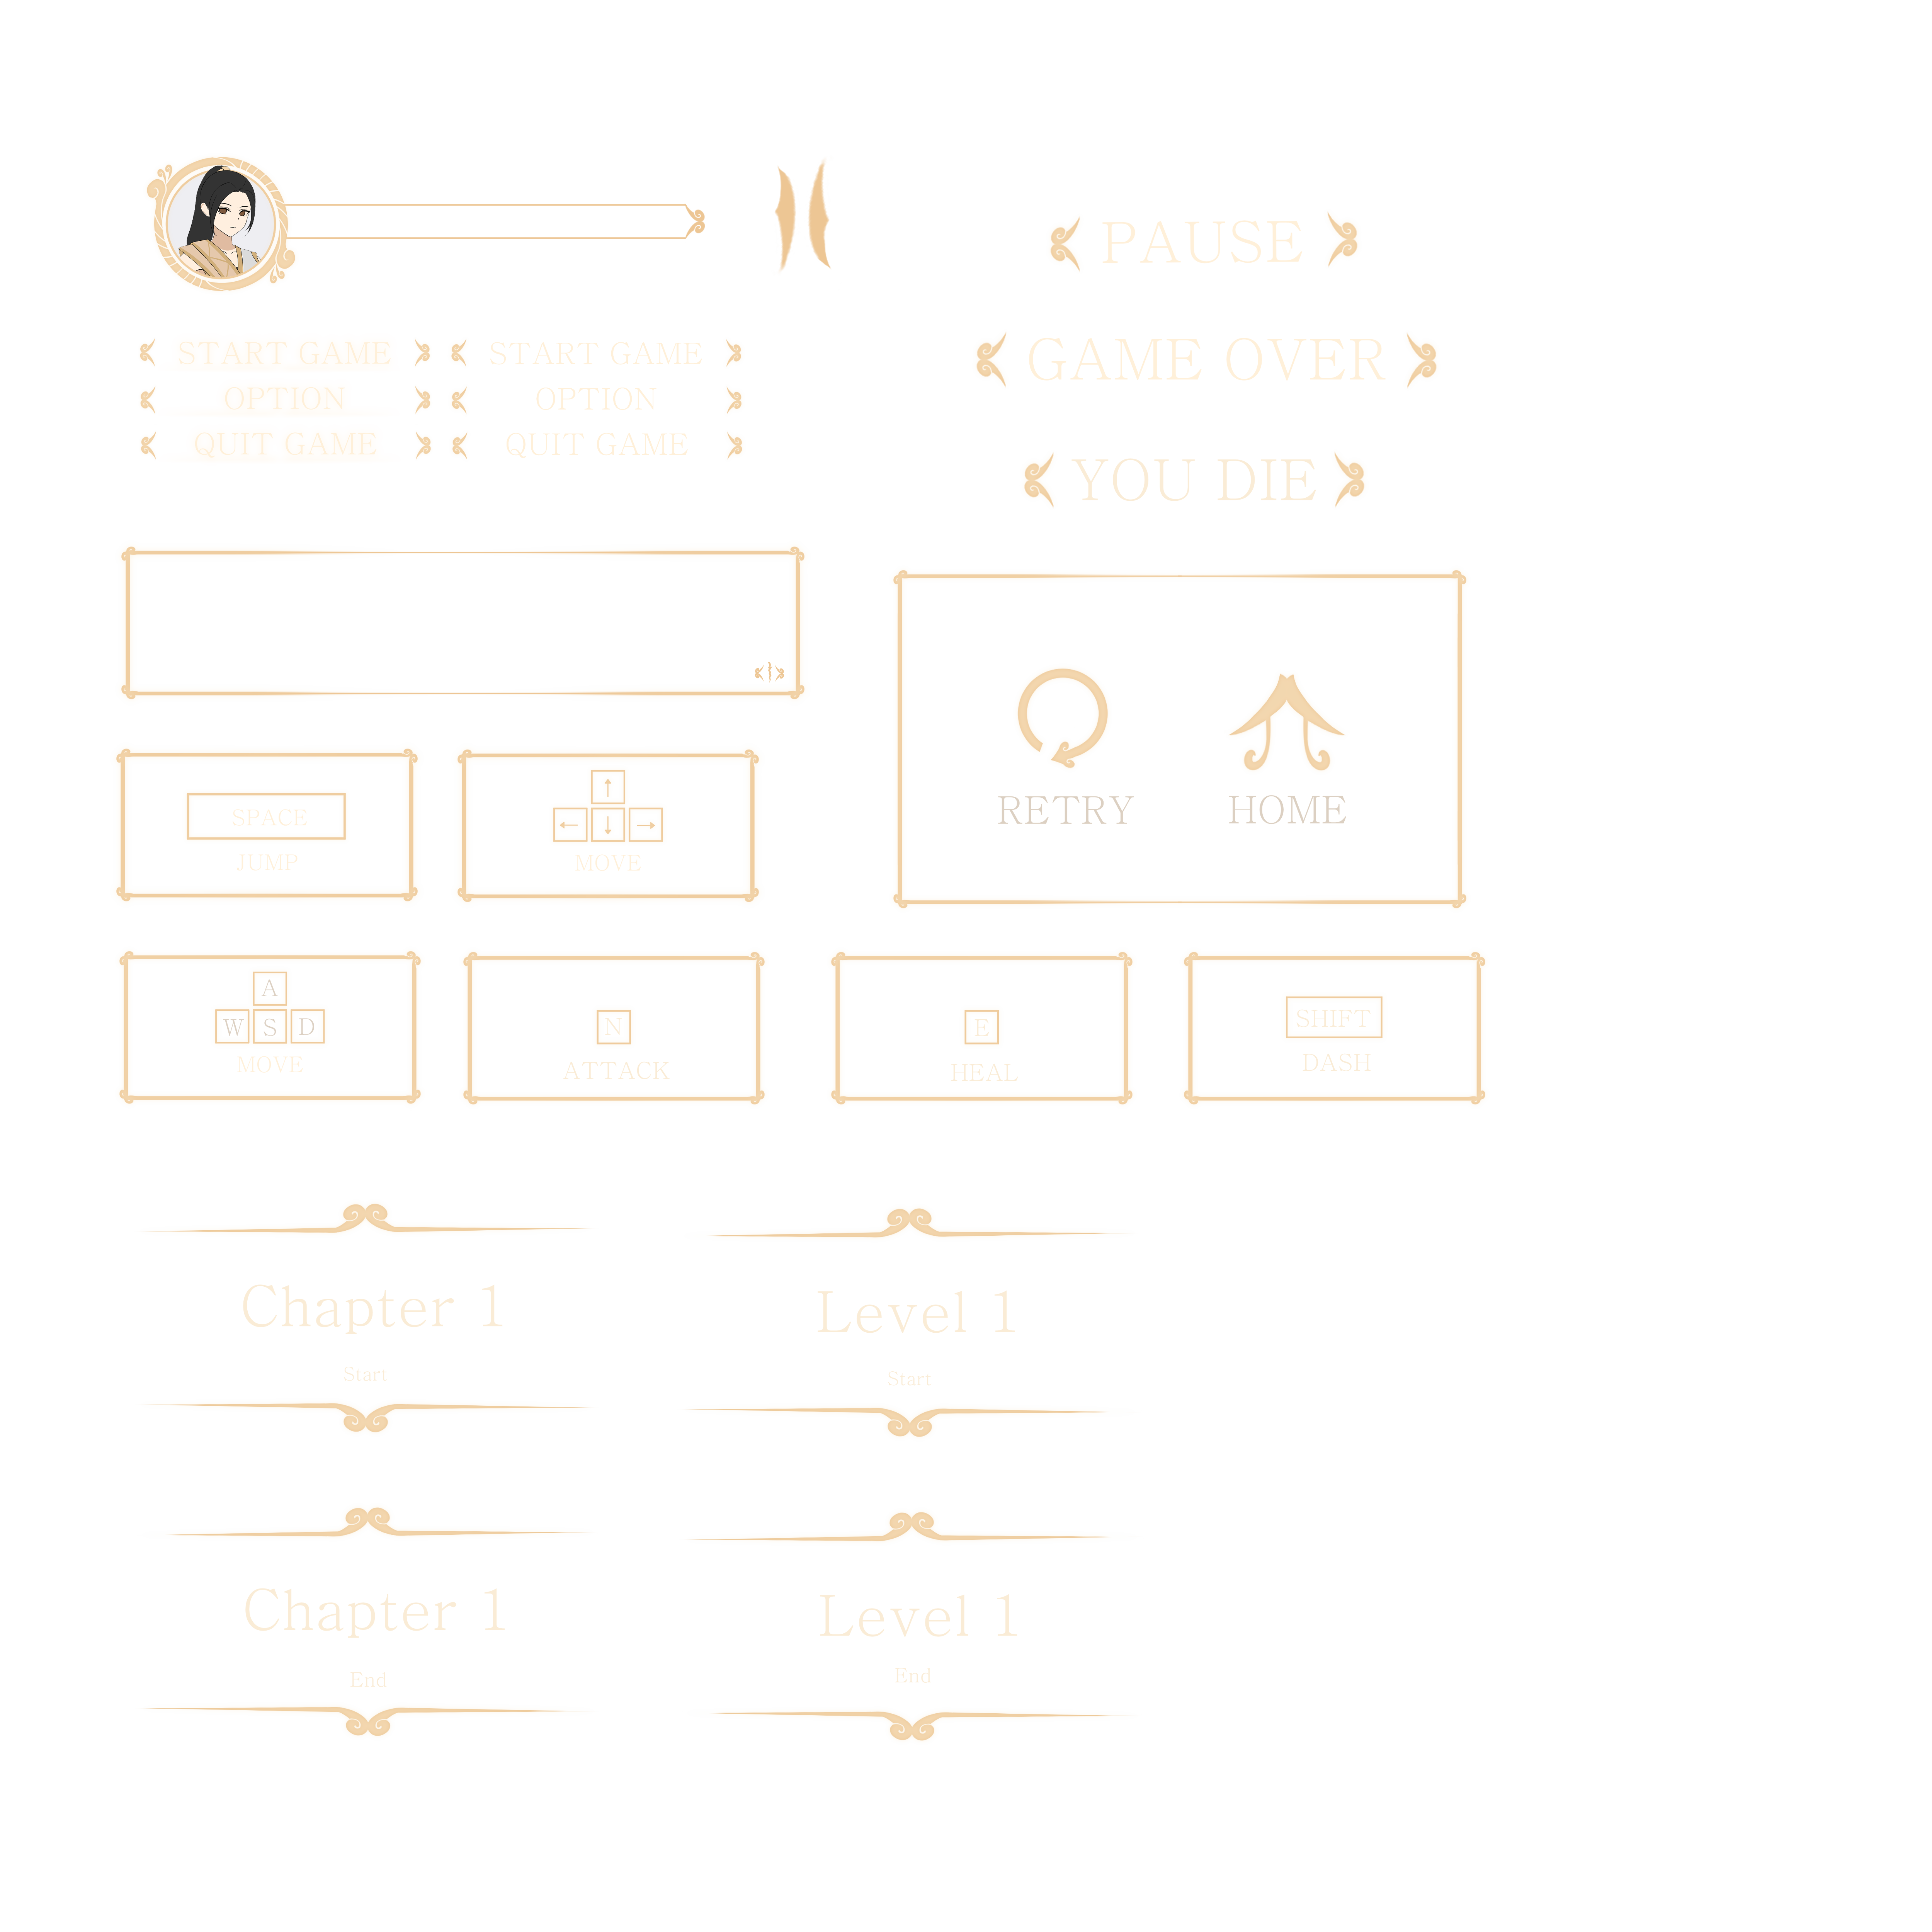 PAUSE
START GAME
START GAME
GAME OVER
OPTION
OPTION
QUIT GAME
QUIT GAME
YOU DIE
RETRY
HOME
SPACE
JUMP
MOVE
A
W S D
MOVE
N
ATTACK
E
HEAL
SHIFT
DASH
Chapter 1
Start
Level 1
Start
Chapter 1
End
Level 1
End